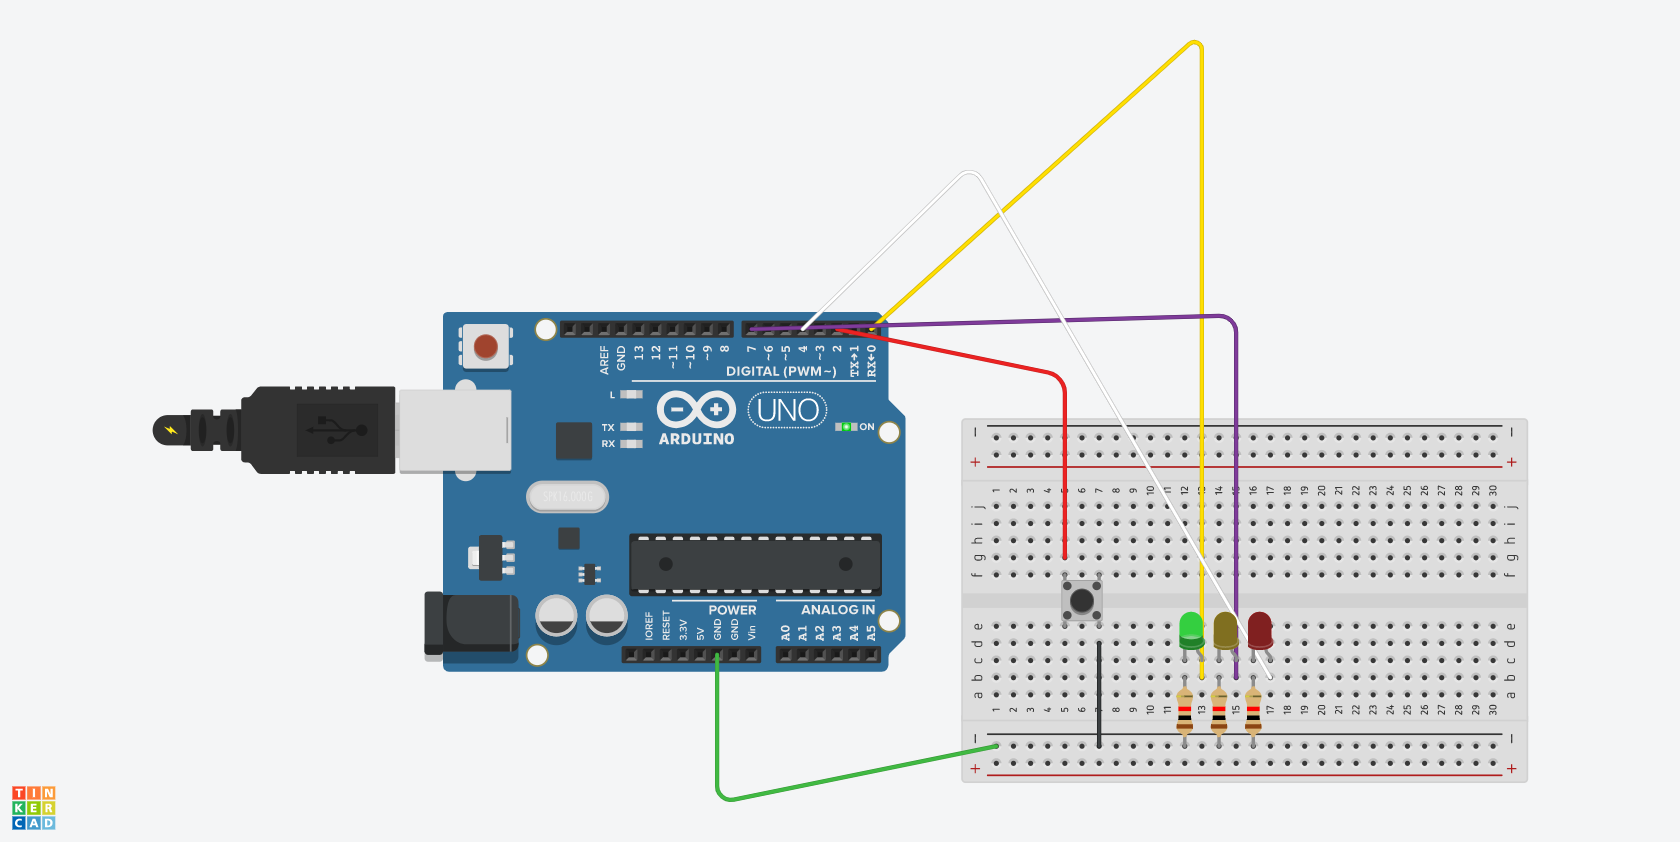 AREF
GND
13
12
~11
~10
~9
8
7
~6
~5
4
~3
2
TX→1
RX←0
DIGITAL (PWM~)
L
TX
RX
ARDUINO
UNO
ON
POWER
ANALOG IN
IOREF
RESET
3.3V
5V
GND
GND
Vin
A0
A1
A2
A3
A4
A5
1 2 3 4 5 6 7 8 9 10 11 12 13 14 15 16 17 18 19 20 21 22 23 24 25 26 27 28 29 30
j j
i i
h h
g g
f f
e e
d d
c c
b b
a a
1 2 3 4 5 6 7 8 9 10 11 12 13 14 15 16 17 18 19 20 21 22 23 24 25 26 27 28 29 30
TIN
KER
CAD